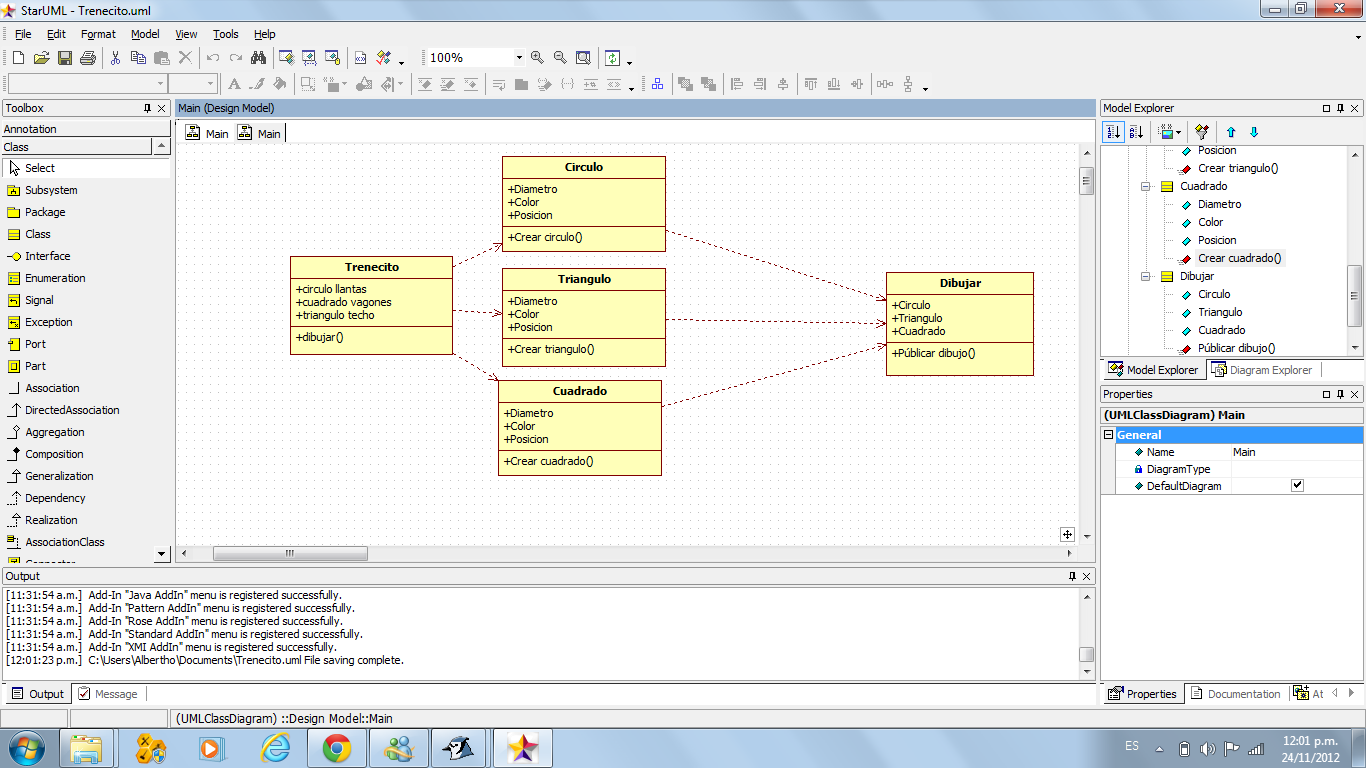 StarUML - Trenecito.uml
File Edit Format Model View Tools Help
100%
Toolbox
Annotation
Class
Select
Subsystem
Package
Class
Interface
Enumeration
Signal
Exception
Port
Part
Association
DirectedAssociation
Aggregation
Composition
Generalization
Dependency
Realization
AssociationClass
Connector
Main (Design Model)
Main Main
Circulo
+Diametro
+Color
+Posicion
+Crear circulo()
Trenecito
+circulo llantas
+cuadrado vagones
+triangulo techo
+dibujar()
Triangulo
+Diametro
+Color
+Posicion
+Crear triangulo()
Cuadrado
+Diametro
+Color
+Posicion
+Crear cuadrado()
Dibujar
+Circulo
+Triangulo
+Cuadrado
+Públicar dibujo()
Model Explorer
Posicion
Crear triangulo()
Cuadrado
Diametro
Color
Posicion
Crear cuadrado()
Dibujar
Circulo
Triangulo
Cuadrado
Públicar dibujo()
Model Explorer Diagram Explorer
Properties
(UMLClassDiagram) Main
General
Name Main
DiagramType
DefaultDiagram
Properties Documentation At
Output
[11:31:54 a.m.] Add-In "Java AddIn" menu is registered successfully.
[11:31:54 a.m.] Add-In "Pattern AddIn" menu is registered successfully.
[11:31:54 a.m.] Add-In "Rose AddIn" menu is registered successfully.
[11:31:54 a.m.] Add-In "Standard AddIn" menu is registered successfully.
[11:31:54 a.m.] Add-In "XMI AddIn" menu is registered successfully.
[12:01:23 p.m.] C:\Users\Albertho\Documents\Trenecito.uml File saving complete.
Output Message
(UMLClassDiagram) ::Design Model::Main
ES
12:01 p.m.
24/11/2012